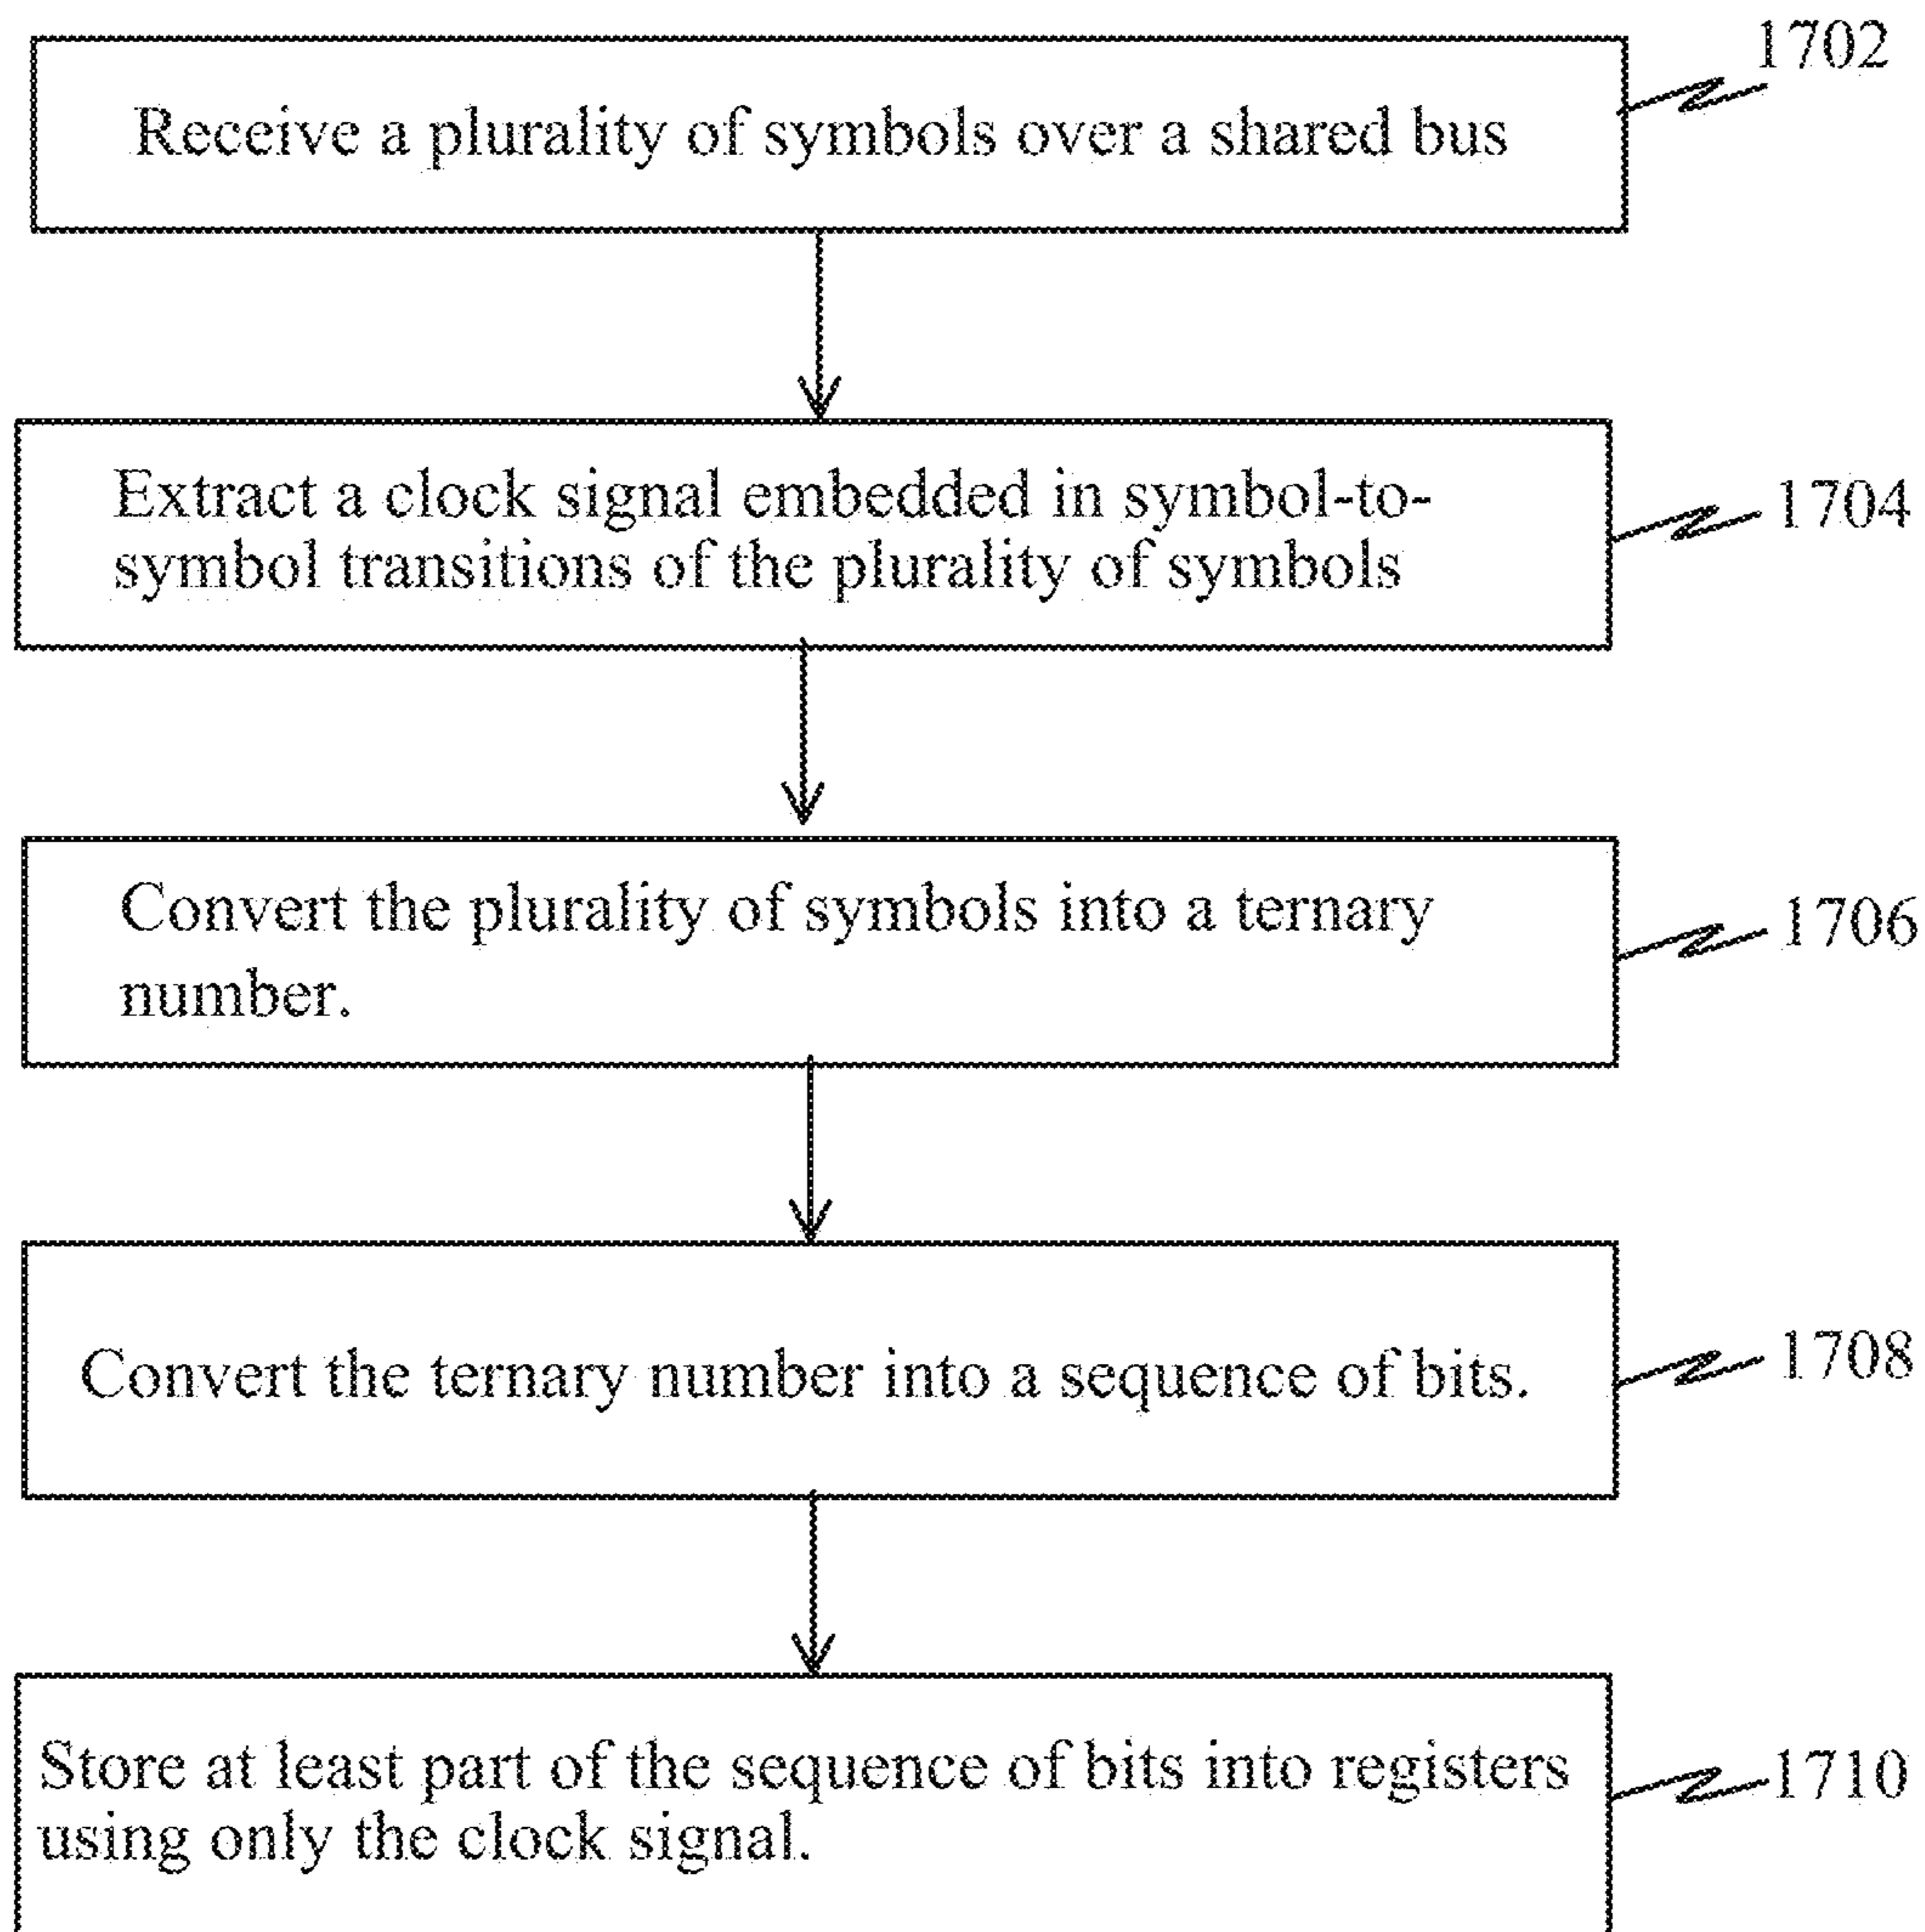 1702
Receive a plurality of symbols over a shared bus
Extract a clock signal embedded in symbol-to-
symbol transitions of the plurality of symbols
1704
Convert the plurality of symbols into a ternary
number.
1706
Convert the ternary number into a sequence of bits.
1708
Store at least part of the sequence of bits into registers
using only the clock signal.
1710